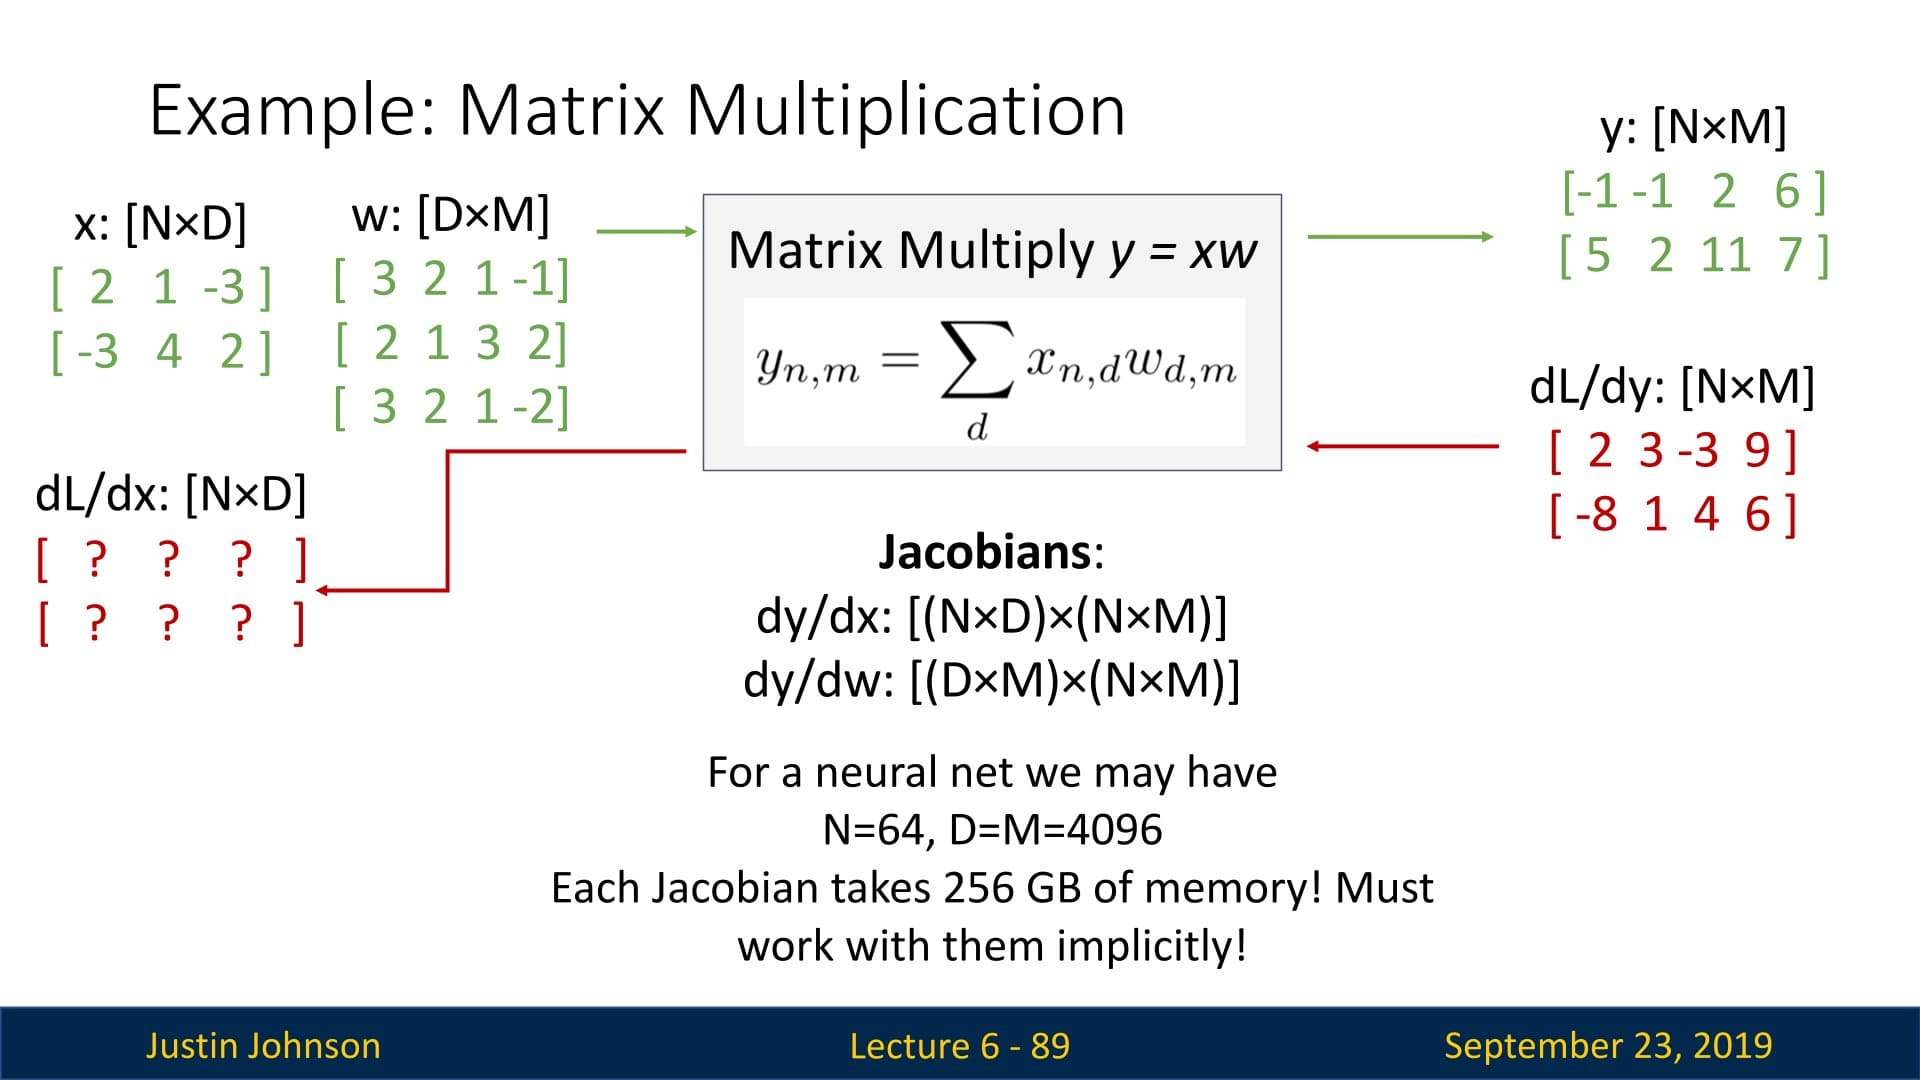 Example: Matrix Multiplication
x: [N×D]
[ 2 1 -3 ]
[ -3 4 2 ]
w: [D×M]
[ 3 2 1 -1]
[ 2 1 3 2]
[ 3 2 1 -2]
Matrix Multiply y = xw
y_{n,m} = ∑_d x_{n,d} w_{d,m}
y: [N×M]
[-1 -1 2 6 ]
[ 5 2 11 7 ]
dL/dy: [N×M]
[ 2 3 -3 9 ]
[ -8 1 4 6 ]
dL/dx: [N×D]
[ ? ? ? ]
[ ? ? ? ]
Jacobians:
dy/dx: [(N×D)×(N×M)]
dy/dw: [(D×M)×(N×M)]
For a neural net we may have
N=64, D=M=4096
Each Jacobian takes 256 GB of memory! Must
work with them implicitly!
Justin Johnson
Lecture 6 - 89
September 23, 2019